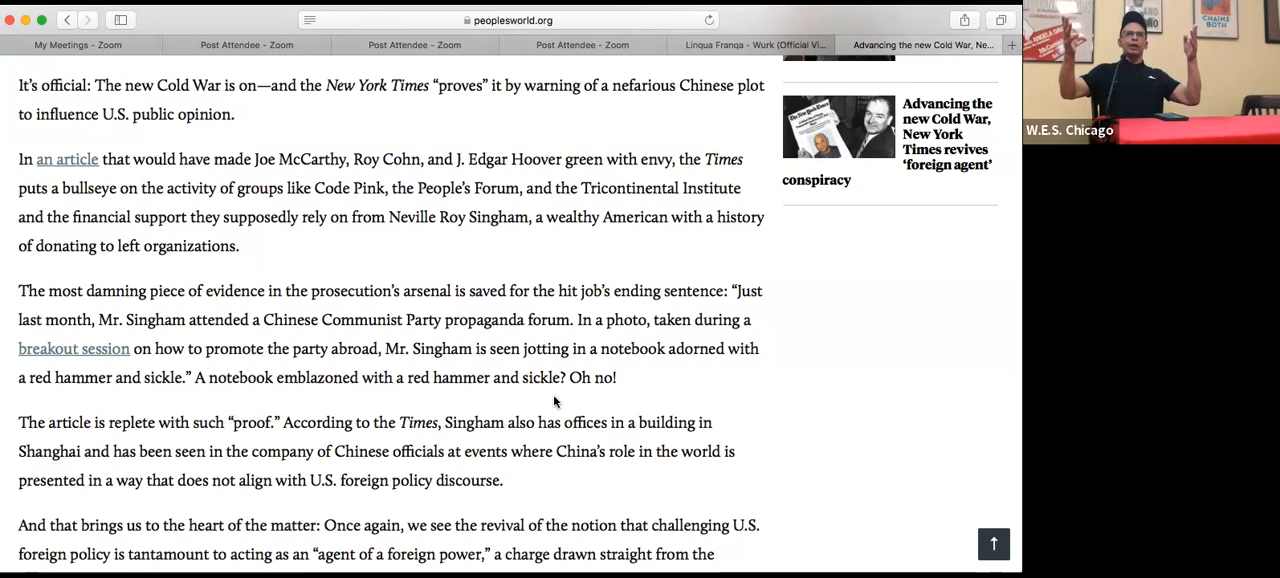 peoplesworld.org
My Meetings - Zoom
Post Attendee - Zoom
Post Attendee - Zoom
Post Attendee - Zoom
Lingua Franga - Wurk (Official Vi...
Advancing the new Cold War, Ne...
It's official: The new Cold War is on—and the New York Times “proves” it by warning of a nefarious Chinese plot
to influence U.S. public opinion.
In an article that would have made Joe McCarthy, Roy Cohn, and J. Edgar Hoover green with envy, the Times
puts a bullseye on the activity of groups like Code Pink, the People’s Forum, and the Tricontinental Institute
and the financial support they supposedly rely on from Neville Roy Singham, a wealthy American with a history
of donating to left organizations.
The most damning piece of evidence in the prosecution’s arsenal is saved for the hit job’s ending sentence: “Just
last month, Mr. Singham attended a Chinese Communist Party propaganda forum. In a photo, taken during a
breakout session on how to promote the party abroad, Mr. Singham is seen jotting in a notebook adorned with
a red hammer and sickle.” A notebook emblazoned with a red hammer and sickle? Oh no!
The article is replete with such “proof.” According to the Times, Singham also has offices in a building in
Shanghai and has been seen in the company of Chinese officials at events where China’s role in the world is
presented in a way that does not align with U.S. foreign policy discourse.
And that brings us to the heart of the matter: Once again, we see the revival of the notion that challenging U.S.
foreign policy is tantamount to acting as an “agent of a foreign power,” a charge drawn straight from the
Advancing the
new Cold War,
New York
Times revives
‘foreign agent’
conspiracy
The New York Times
ANGELA DAV
CHAINS
BOTH
W.E.S. Chicago